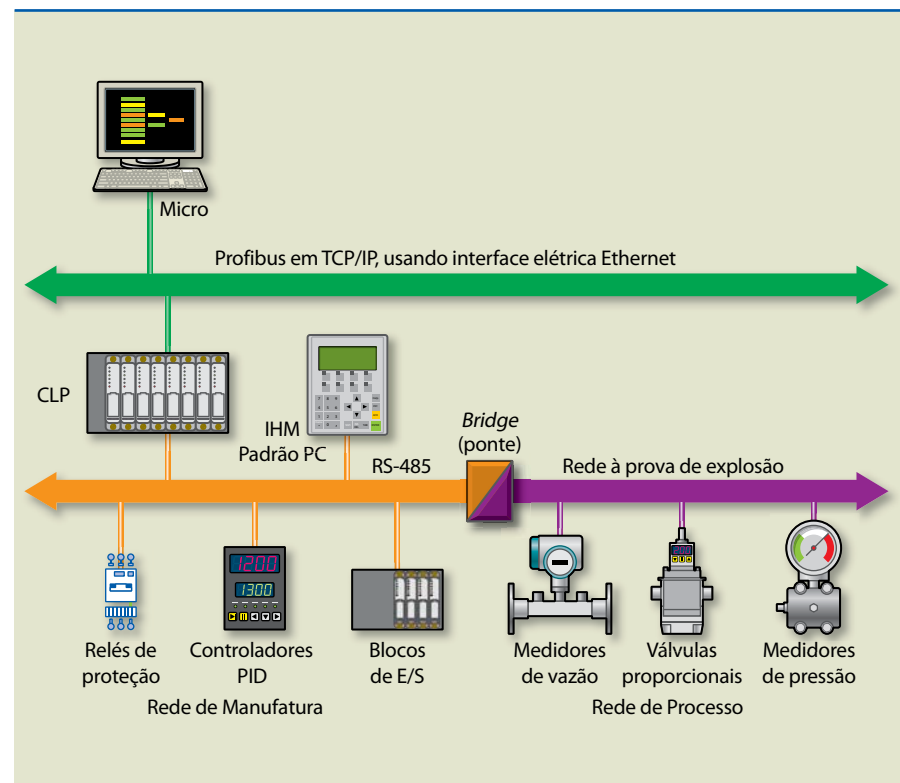 Micro
Profibus em TCP/IP, usando interface elétrica Ethernet
CLP
IHM
Padrão PC
RS-485
Bridge
(ponte)
Rede à prova de explosão
1200
1300
200
Relés de
proteção
Controladores
PID
Blocos
de E/S
Medidores
de vazão
Válvulas
proporcionais
Medidores
de pressão
Rede de Manufatura
Rede de Processo